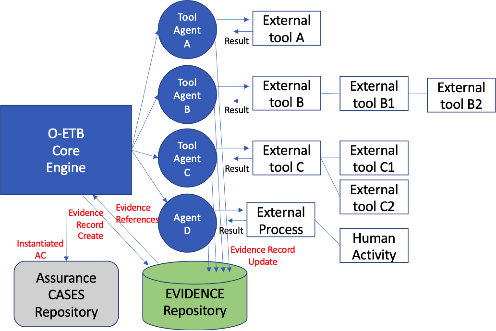 Tool
Agent
A
Result
External
tool A
Tool
Agent
B
Result
External
tool B
External
tool B1
External
tool B2
O-ETB
Core
Engine
Tool
Agent
C
Result
External
tool C
External
tool C1
External
tool C2
Agent
D
Result
External
Process
Human
Activity
Evidence
References
Evidence
Record
Create
Instantiated
AC
Evidence Record
Update
Assurance
CASES
Repository
EVIDENCE
Repository